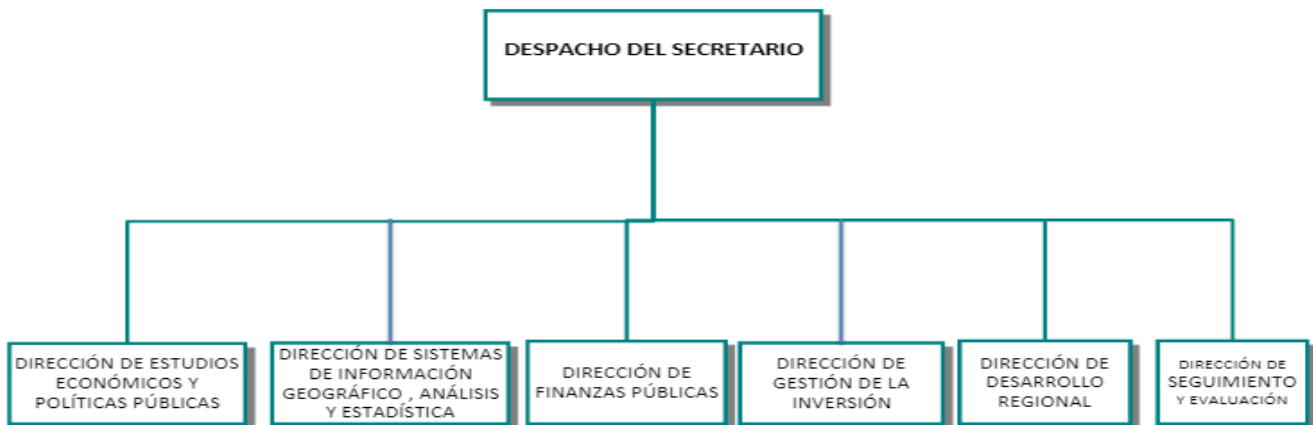 DESPACHO DEL SECRETARIO
DIRECCIÓN DE ESTUDIOS
ECONÓMICOS Y
POLÍTICAS PÚBLICAS
DIRECCIÓN DE SISTEMAS
DE INFORMACIÓN
GEOGRÁFICO , ANÁLISIS
Y ESTADÍSTICA
DIRECCIÓN DE
FINANZAS PÚBLICAS
DIRECCIÓN DE
GESTIÓN DE LA
INVERSIÓN
DIRECCIÓN DE
DESARROLLO
REGIONAL
DIRECCIÓN DE
SEGUIMIENTO
Y EVALUACIÓN